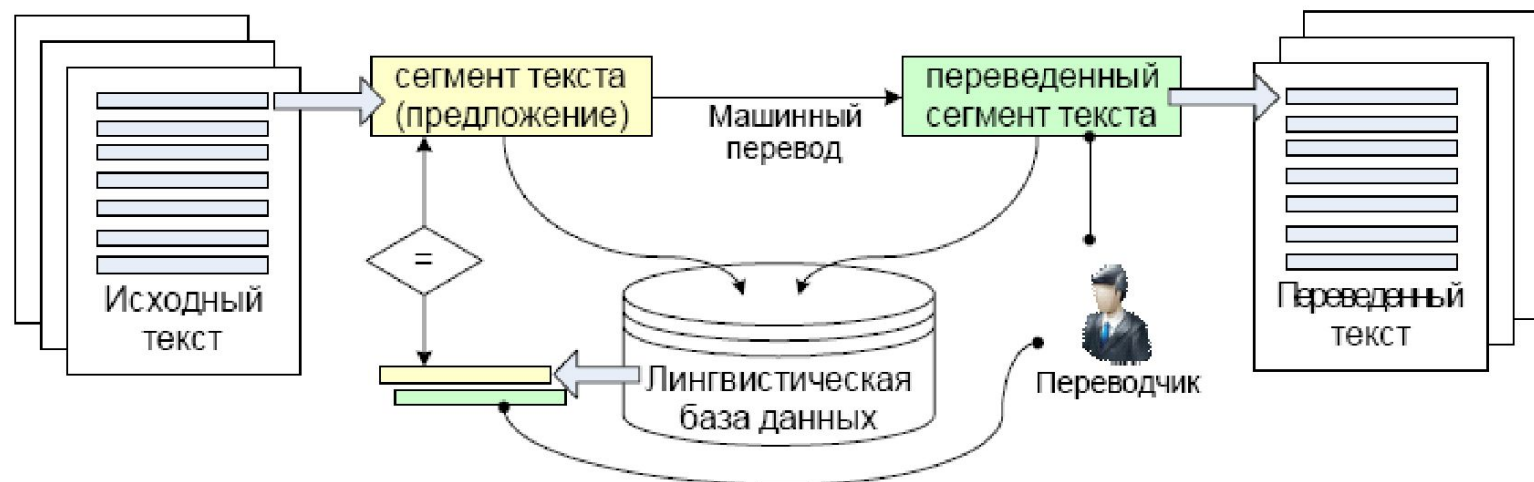 сегмент текста
(предложение)
Машинный
перевод
переведенный
сегмент текста
=
Исходный
текст
Лингвистическая
база данных
Переводчик
Переведенный
текст